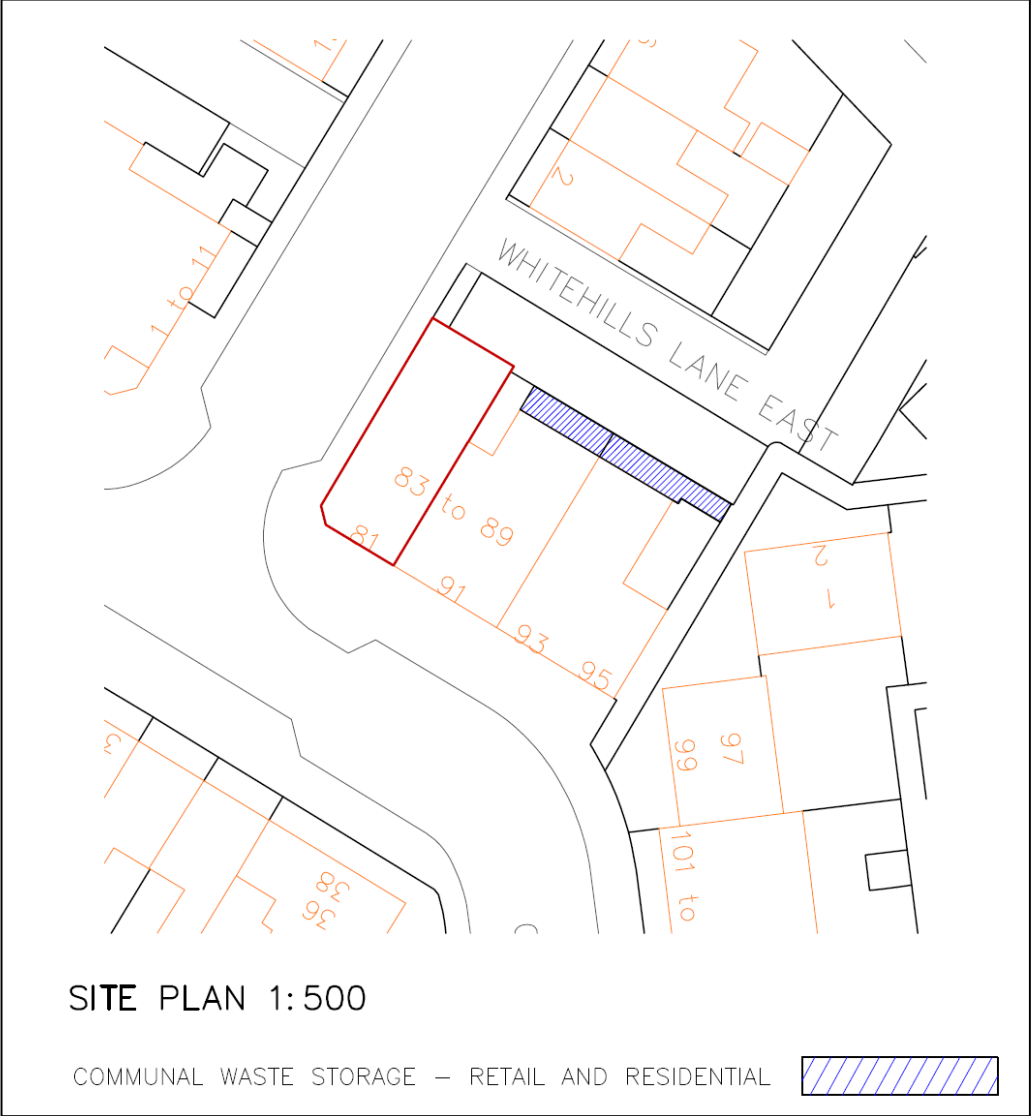 2
1 to 11
WHITEHILLS LANE EAST
83 to 89
81
91
93
95
2
1
97
99
101 to
38
36
SITE PLAN 1:500
COMMUNAL WASTE STORAGE – RETAIL AND RESIDENTIAL